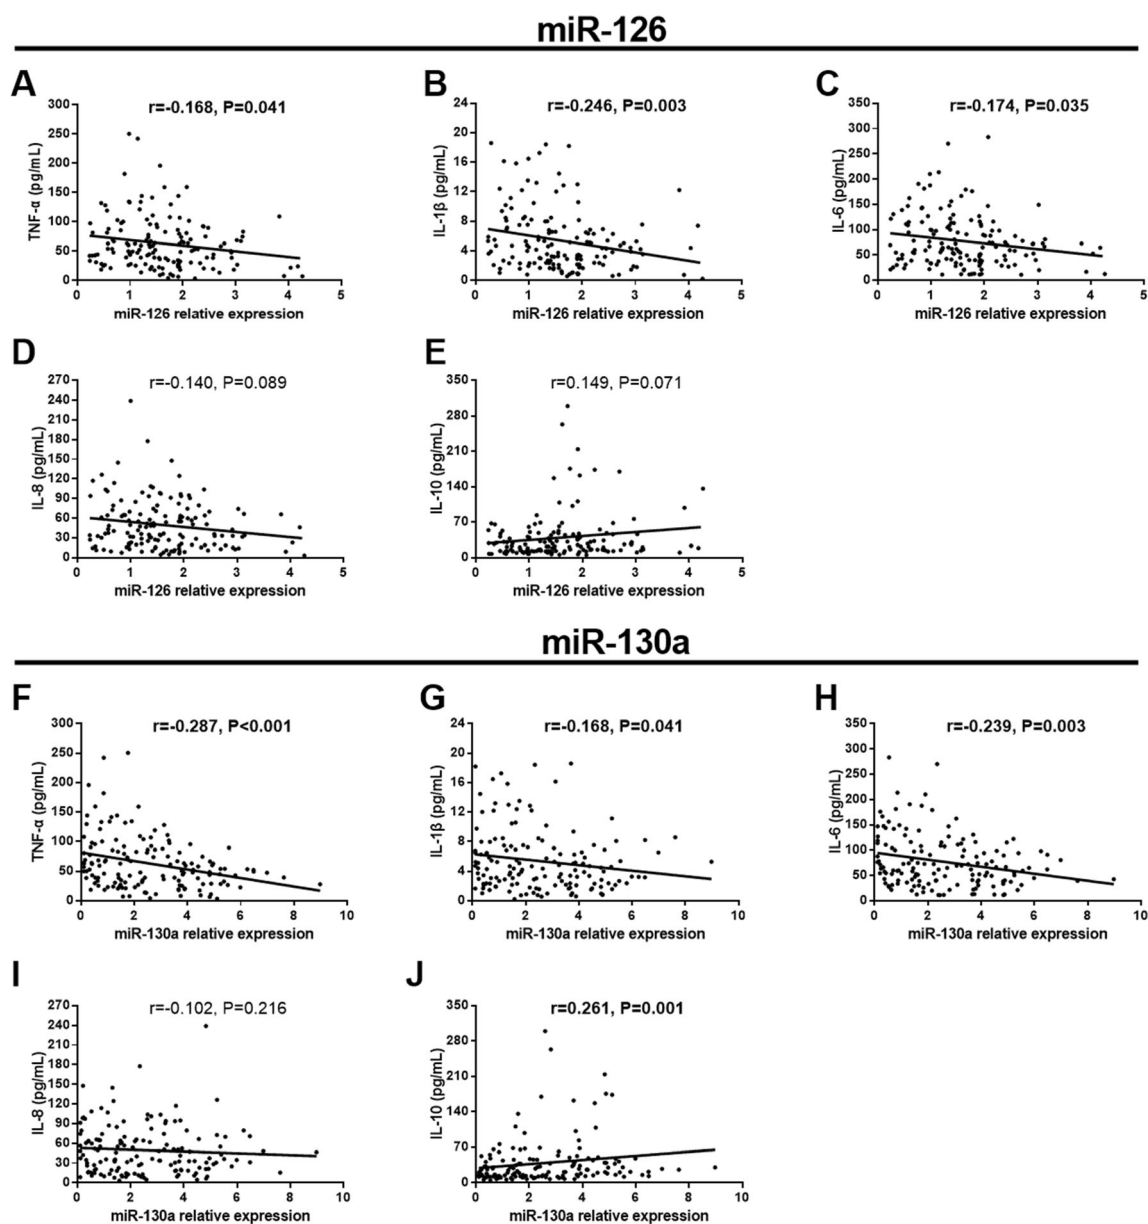 miR-126
A
r=-0.168, P=0.041
TNF-α (pg/mL)
300
250
200
150
100
50
0
0 1 2 3 4 5
miR-126 relative expression
B
r=-0.246, P=0.003
IL-1β (pg/mL)
24
20
16
12
8
4
0
0 1 2 3 4 5
miR-126 relative expression
C
r=-0.174, P=0.035
IL-6 (pg/mL)
350
300
250
200
150
100
50
0
0 1 2 3 4 5
miR-126 relative expression
D
r=-0.140, P=0.089
IL-8 (pg/mL)
270
240
210
180
150
120
90
60
30
0
0 1 2 3 4 5
miR-126 relative expression
E
r=0.149, P=0.071
IL-10 (pg/mL)
350
280
210
140
70
0
0 1 2 3 4 5
miR-126 relative expression
miR-130a
F
r=-0.287, P<0.001
TNF-α (pg/mL)
300
250
200
150
100
50
0
0 2 4 6 8 10
miR-130a relative expression
G
r=-0.168, P=0.041
IL-1β (pg/mL)
24
20
16
12
8
4
0
0 2 4 6 8 10
miR-130a relative expression
H
r=-0.239, P=0.003
IL-6 (pg/mL)
350
300
250
200
150
100
50
0
0 2 4 6 8 10
miR-130a relative expression
I
r=-0.102, P=0.216
IL-8 (pg/mL)
270
240
210
180
150
120
90
60
30
0
0 2 4 6 8 10
miR-130a relative expression
J
r=0.261, P=0.001
IL-10 (pg/mL)
350
280
210
140
70
0
0 2 4 6 8 10
miR-130a relative expression